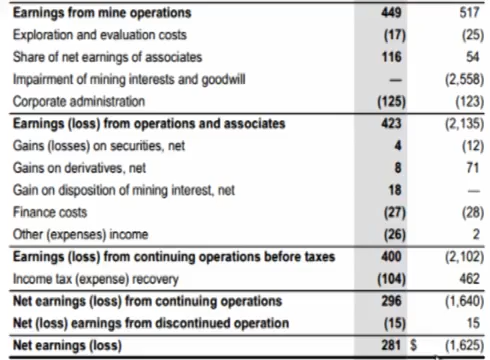 Earnings from mine operations 449 517
Exploration and evaluation costs (17) (25)
Share of net earnings of associates 116 54
Impairment of mining interests and goodwill — (2,558)
Corporate administration (125) (123)
Earnings (loss) from operations and associates 423 (2,135)
Gains (losses) on securities, net 4 (12)
Gains on derivatives, net 8 71
Gain on disposition of mining interest, net 18 —
Finance costs (27) (28)
Other (expenses) income (26) 2
Earnings (loss) from continuing operations before taxes 400 (2,102)
Income tax (expense) recovery (104) 462
Net earnings (loss) from continuing operations 296 (1,640)
Net (loss) earnings from discontinued operation (15) 15
Net earnings (loss) 281 $ (1,625)